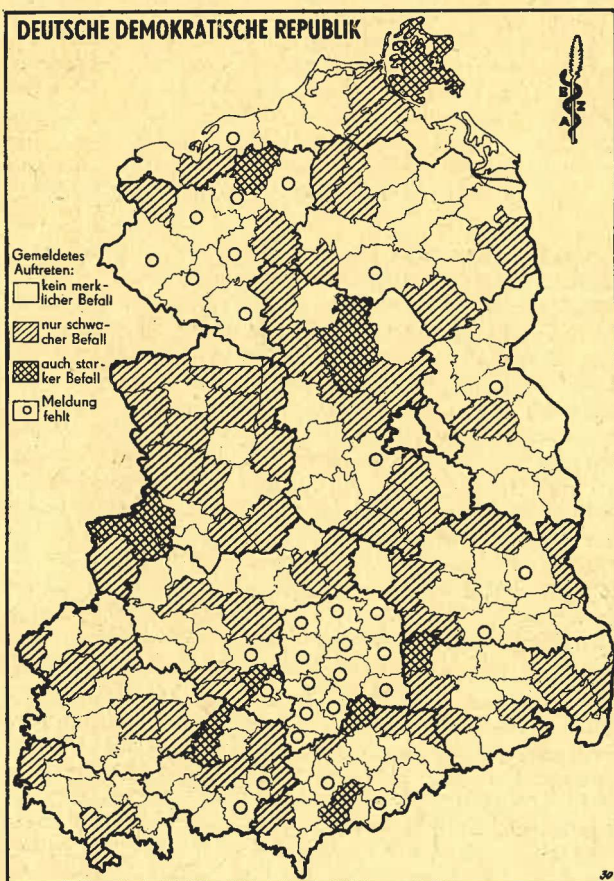 DEUTSCHE DEMOKRATISCHE REPUBLIK
B Z
A
Gemeldetes
Auftreten:
kein merk-
licher Befall
nur schwa-
cher Befall
auch star-
ker Befall
Meldung
fehlt